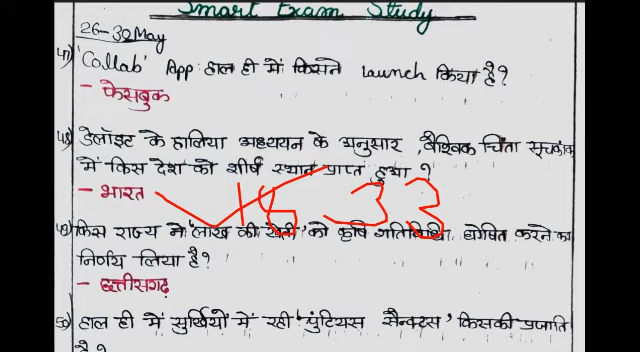 Smart Exam Study
26-30 May
47) 'Collab' App हाल ही में किसने Launch किया है?
- फेसबुक
48) डेलॉइट के हालिया अध्ययन के अनुसार, वैश्विक चिंता सूचकांक
में किस देश को शीर्ष स्थान प्राप्त हुआ?
- भारत
18 33
49) किस राज्य ने 'लाख की खेती' को कृषि गतिविधि घोषित करने का
निर्णय लिया है?
- छत्तीसगढ़
50) हाल ही में सुर्खियों में रही 'पुंटियस सैन्क्टस' किसकी प्रजाति
है?